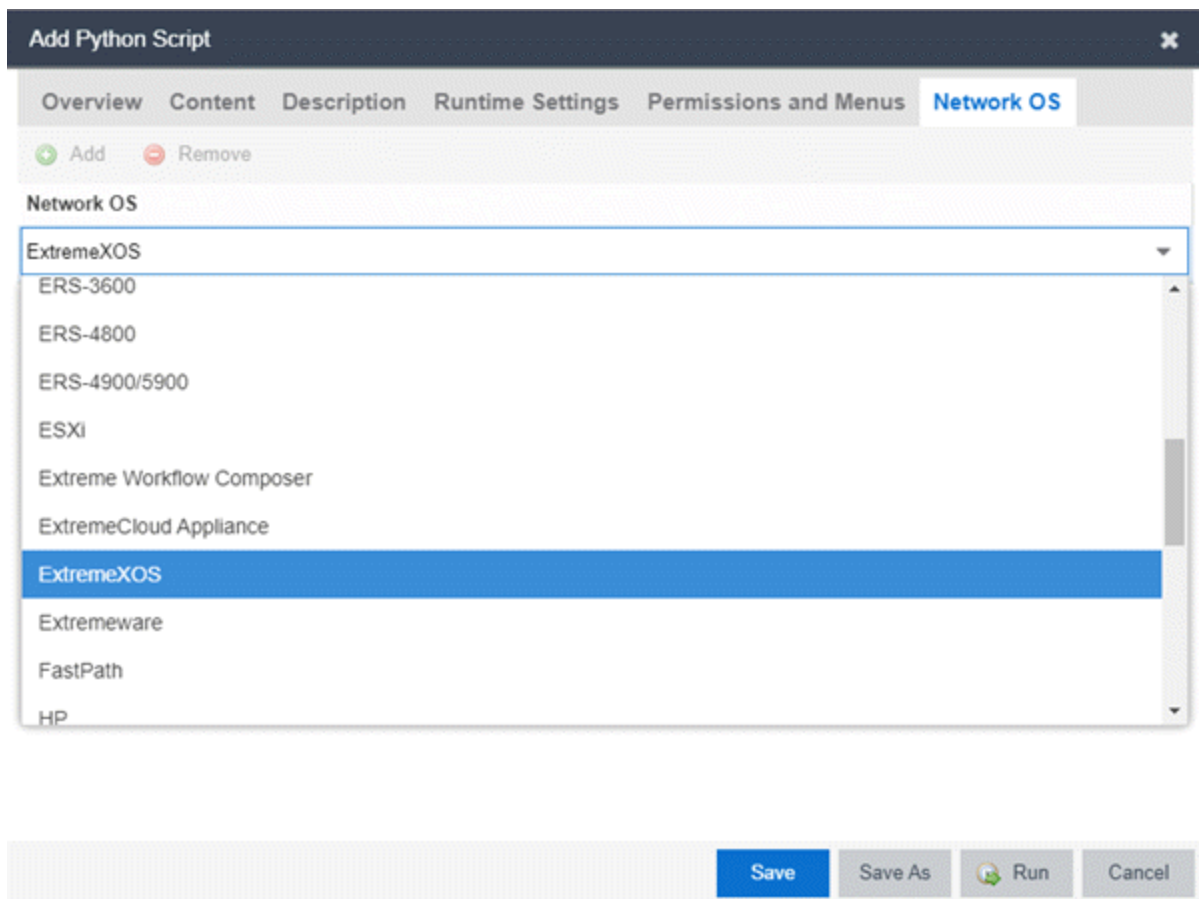 Add Python Script
Overview Content Description Runtime Settings Permissions and Menus Network OS
Add Remove
Network OS
ExtremeXOS
ERS-3600
ERS-4800
ERS-4900/5900
ESXi
Extreme Workflow Composer
ExtremeCloud Appliance
ExtremeXOS
Extremeware
FastPath
HP
Save Save As Run Cancel